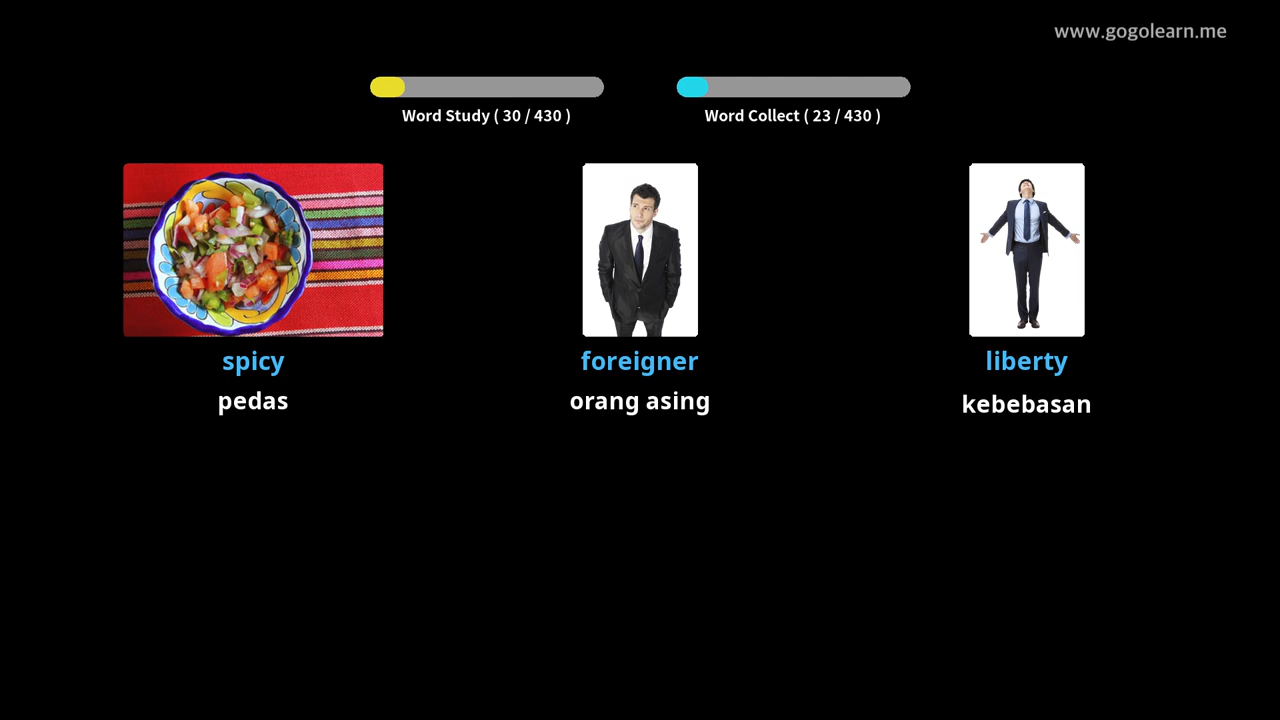 www.gogolearn.me
Word Study ( 30 / 430 )
Word Collect ( 23 / 430 )
spicy
foreigner
liberty
pedas
orang asing
kebebasan